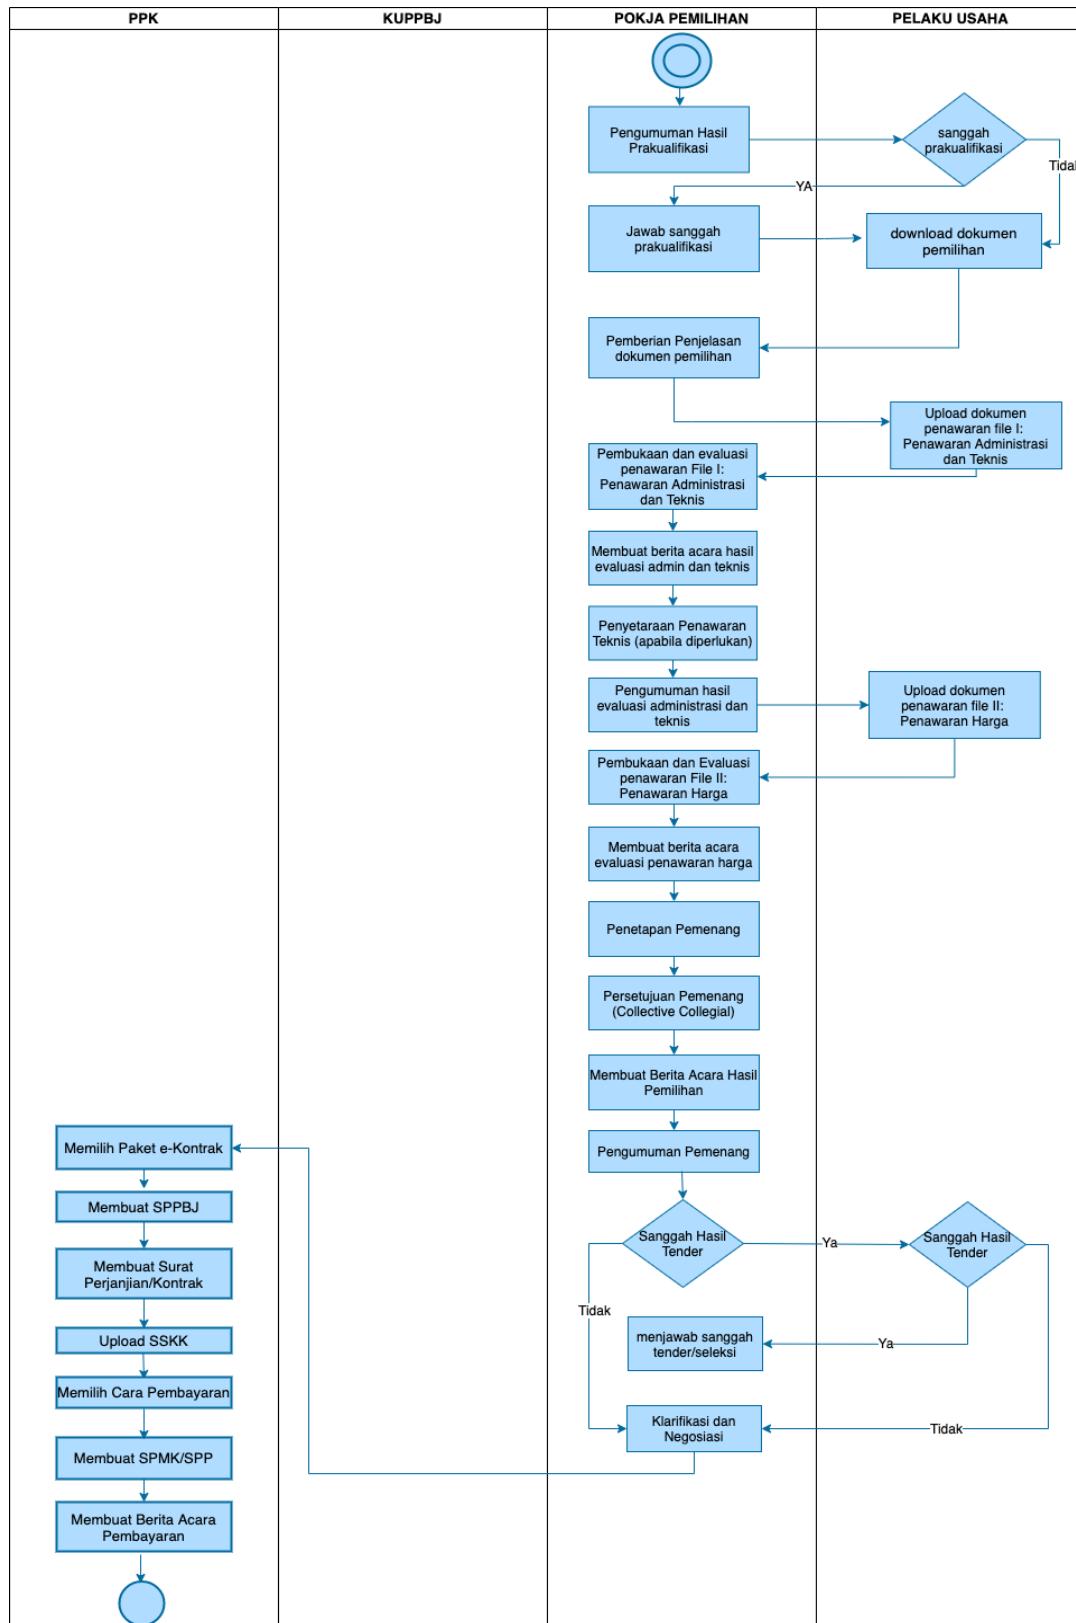 PPK
KUPPBJ
POKJA PEMILIHAN
PELAKU USAHA
Pengumuman Hasil
Prakualifikasi
sanggah
prakualifikasi
Tidak
YA
Jawab sanggah
prakualifikasi
download dokumen
pemilihan
Pemberian Penjelasan
dokumen pemilihan
Upload dokumen
penawaran file I:
Penawaran Administrasi
dan Teknis
Pembukaan dan evaluasi
penawaran File I:
Penawaran Administrasi
dan Teknis
Membuat berita acara hasil
evaluasi admin dan teknis
Penyetaraan Penawaran
Teknis (apabila diperlukan)
Pengumuman hasil
evaluasi administrasi dan
teknis
Upload dokumen
penawaran file II:
Penawaran Harga
Pembukaan dan Evaluasi
penawaran File II:
Penawaran Harga
Membuat berita acara
evaluasi penawaran harga
Penetapan Pemenang
Persetujuan Pemenang
(Collective Collegial)
Membuat Berita Acara Hasil
Pemilihan
Pengumuman Pemenang
Sanggah Hasil
Tender
Ya
Sanggah Hasil
Tender
Tidak
menjawab sanggah
tender/seleksi
Ya
Klarifikasi dan
Negosiasi
Tidak
Memilih Paket e-Kontrak
Membuat SPPBJ
Membuat Surat
Perjanjian/Kontrak
Upload SSKK
Memilih Cara Pembayaran
Membuat SPMK/SPP
Membuat Berita Acara
Pembayaran